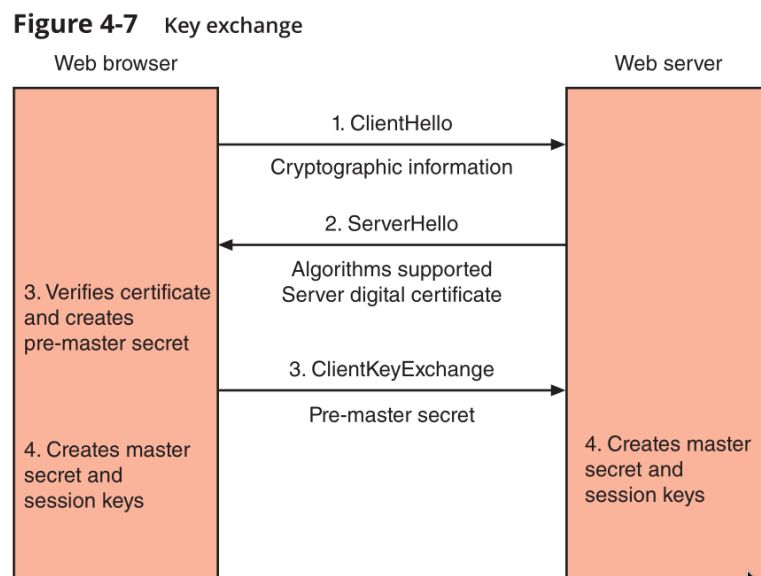 Figure 4-7 Key exchange
Web browser
Web server
1. ClientHello
Cryptographic information
2. ServerHello
Algorithms supported
Server digital certificate
3. Verifies certificate
and creates
pre-master secret
3. ClientKeyExchange
Pre-master secret
4. Creates master
secret and
session keys
4. Creates master
secret and
session keys